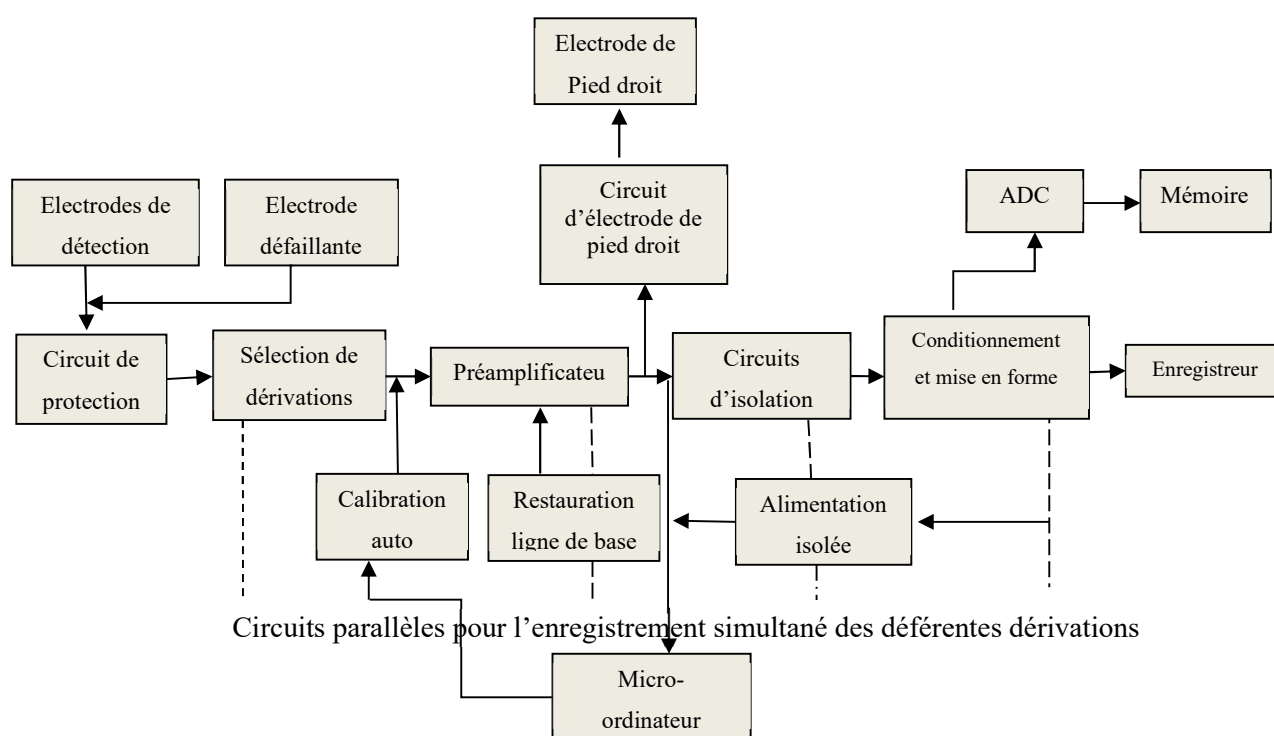 Electrode de
Pied droit
Electrodes de
détection
Electrode
défaillante
Circuit
d’électrode de
pied droit
ADC
Mémoire
Circuit de
protection
Sélection de
dérivations
Préamplificateu
Circuits
d’isolation
Conditionnement
et mise en forme
Enregistreur
Calibration
auto
Restauration
ligne de base
Alimentation
isolée
Circuits parallèles pour l’enregistrement simultané des déférentes dérivations
Micro-
ordinateur